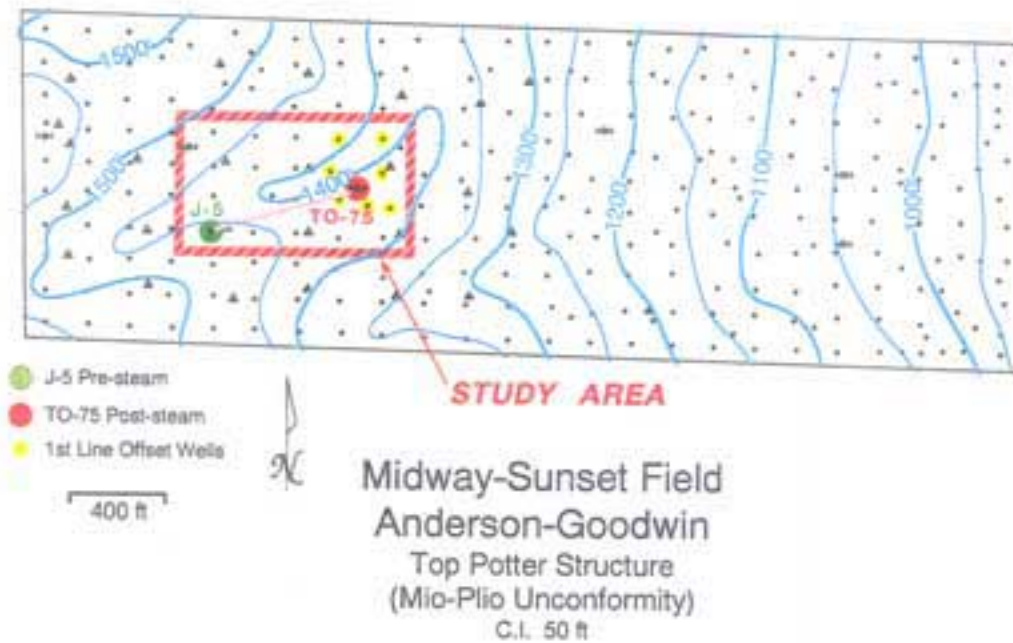 1500
1500
1400
1300
1200
1100
1000
J-5
TO-75
STUDY AREA
J-5 Pre-steam
TO-75 Post-steam
1st Line Offset Wells
N
400 ft
Midway-Sunset Field
Anderson-Goodwin
Top Potter Structure
(Mio-Plio Unconformity)
C.I. 50 ft